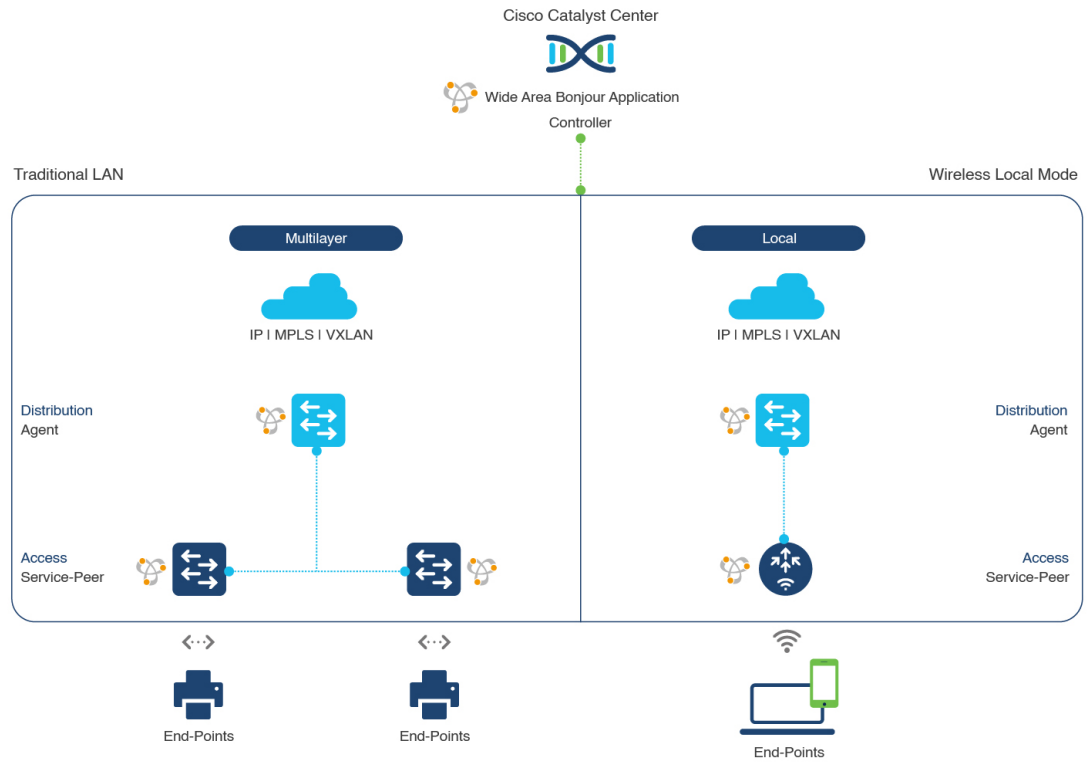 Cisco Catalyst Center
Wide Area Bonjour Application
Controller
Traditional LAN
Wireless Local Mode
Multilayer
Local
IP | MPLS | VXLAN
IP | MPLS | VXLAN
Distribution
Agent
Distribution
Agent
Access
Service-Peer
Access
Service-Peer
End-Points
End-Points
End-Points